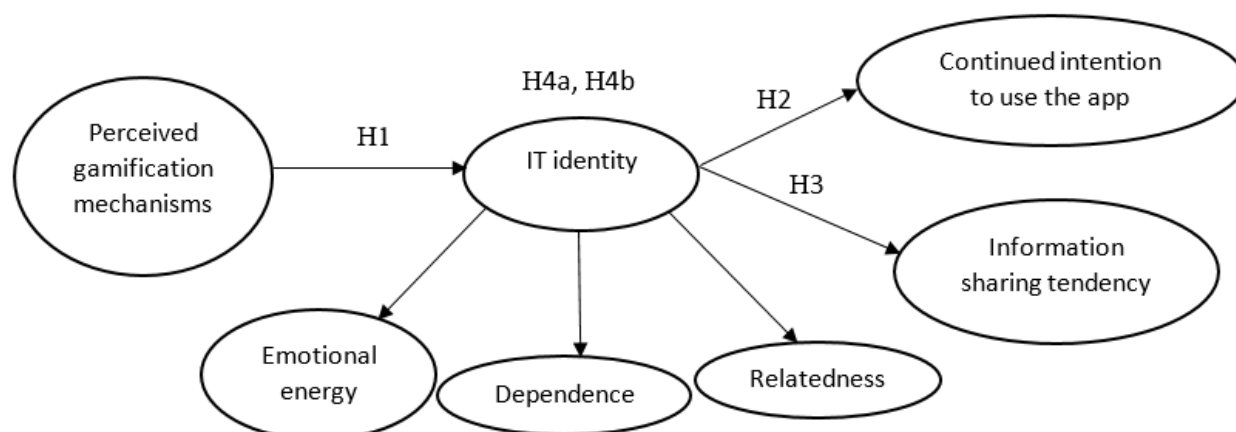 Perceived
gamification
mechanisms
H1
H4a, H4b
IT identity
H2
Continued intention
to use the app
H3
Information
sharing tendency
Emotional
energy
Dependence
Relatedness